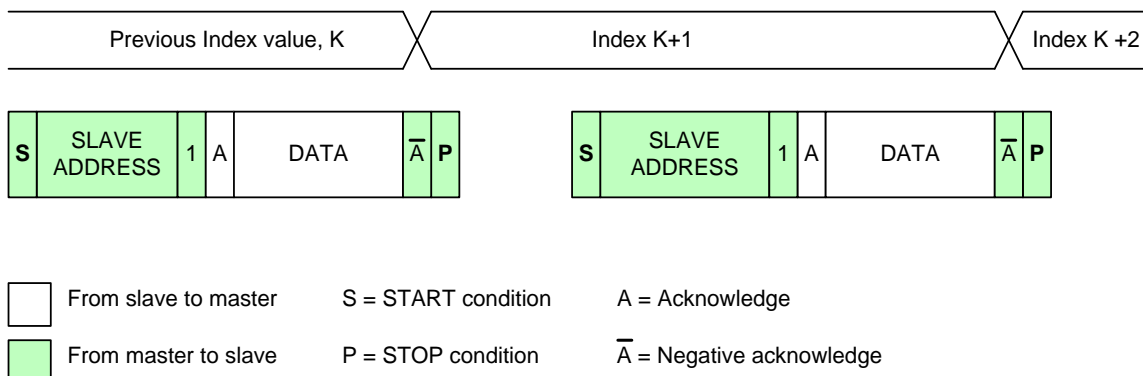 Previous Index value, K Index K+1 Index K +2
S SLAVE ADDRESS 1 A DATA A̅ P S SLAVE ADDRESS 1 A DATA A̅ P
From slave to master S = START condition A = Acknowledge
From master to slave P = STOP condition A̅ = Negative acknowledge